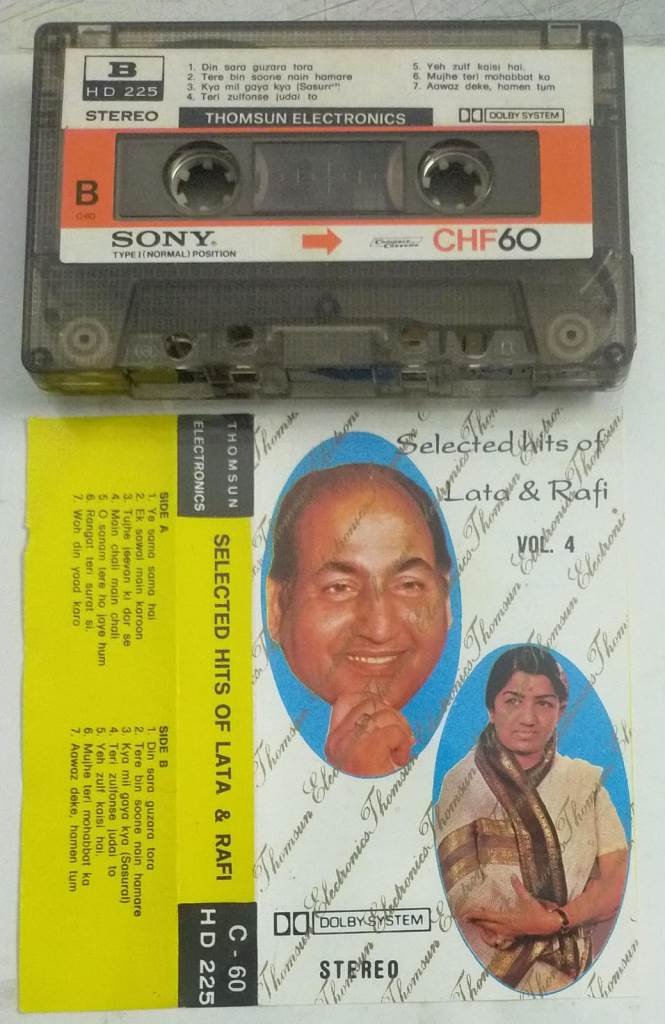 B
HD 225
STEREO
1. Din sara guzara tora
2. Tere bin soone nain hamare
3. Kya mil gaya kya (Sasural)
4. Teri zulfonse judai to
5. Yeh zulf kaisi hai.
6. Mujhe teri mohabbat ka
7. Aawaz deke, hamen tum
THOMSUN ELECTRONICS
DOLBY SYSTEM
B
C-60
SONY
TYPE I (NORMAL) POSITION
Compact Cassette
CHF60
Selected hits of
Lata & Rafi
VOL. 4
Thomsun Electronics
DOLBY SYSTEM
STEREO
THOMSUN
ELECTRONICS
SELECTED HITS OF LATA & RAFI
C-60
HD 225
SIDE A
1. Ye sama sama hai
2. Ek sawal main karoon
3. Tujhe jeevan ki dor se
4. Main chali main chali
5. O sanam tere ho jaye hum
6. Rangat teri surat si.
7. Woh din yaad karo
SIDE B
1. Din sara guzara tora
2. Tere bin soone nain hamare
3. Kya mil gaya kya (Sasural)
4. Teri zulfonse judai to
5. Yeh zulf kaisi hai.
6. Mujhe teri mohabbat ka
7. Aawaz deke, hamen tum